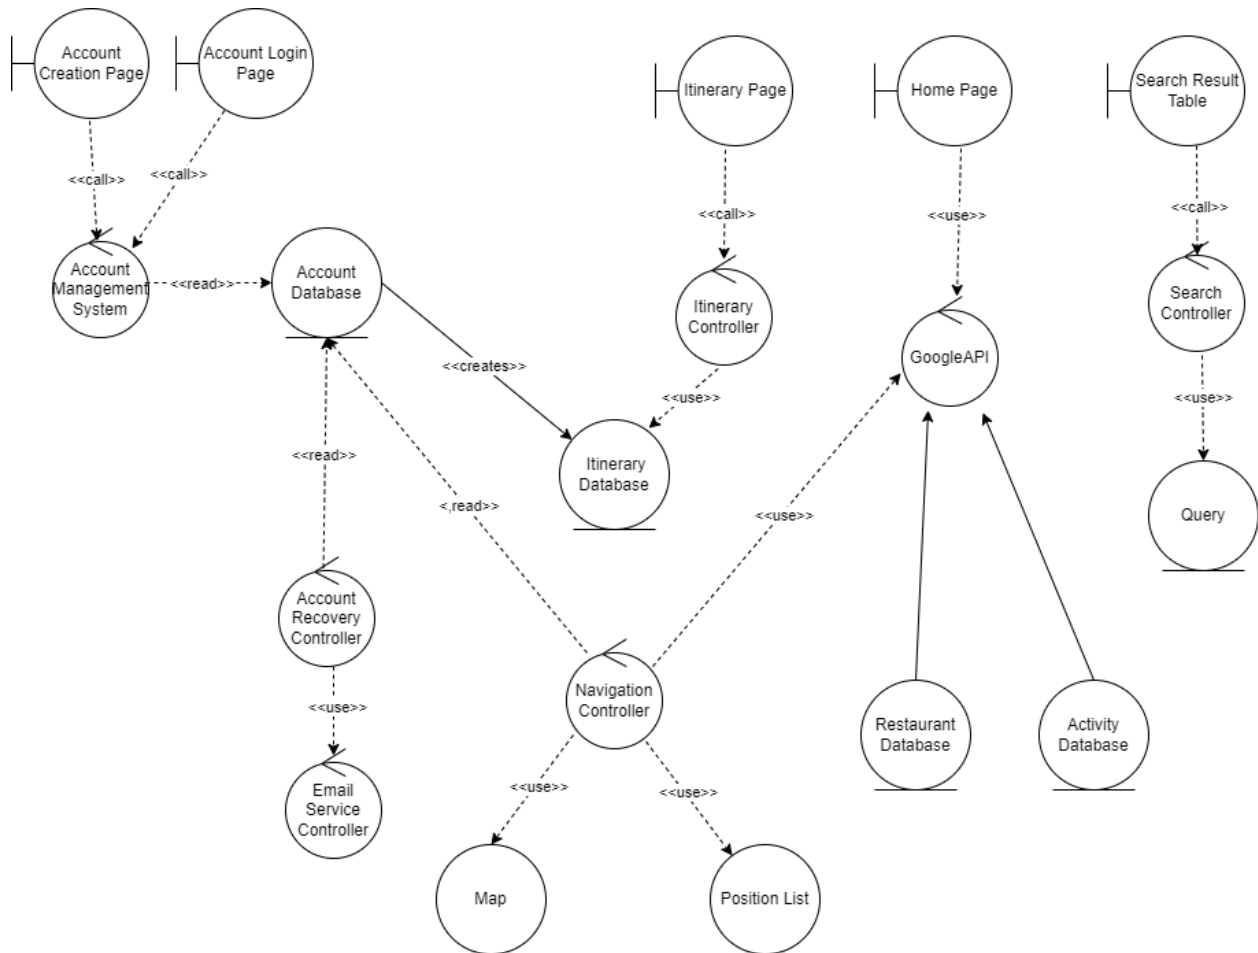 Account
Creation Page
Account Login
Page
Itinerary Page
Home Page
Search Result
Table
<<call>>
<<call>>
<<call>>
<<use>>
<<call>>
Account
Management
System
<<read>>
Account
Database
Itinerary
Controller
GoogleAPI
Search
Controller
<<creates>>
<<use>>
<<use>>
<<read>>
Itinerary
Database
<,read>>
<<use>>
Query
Account
Recovery
Controller
Navigation
Controller
<<use>>
Restaurant
Database
Activity
Database
Email
Service
Controller
<<use>>
<<use>>
Map
Position List